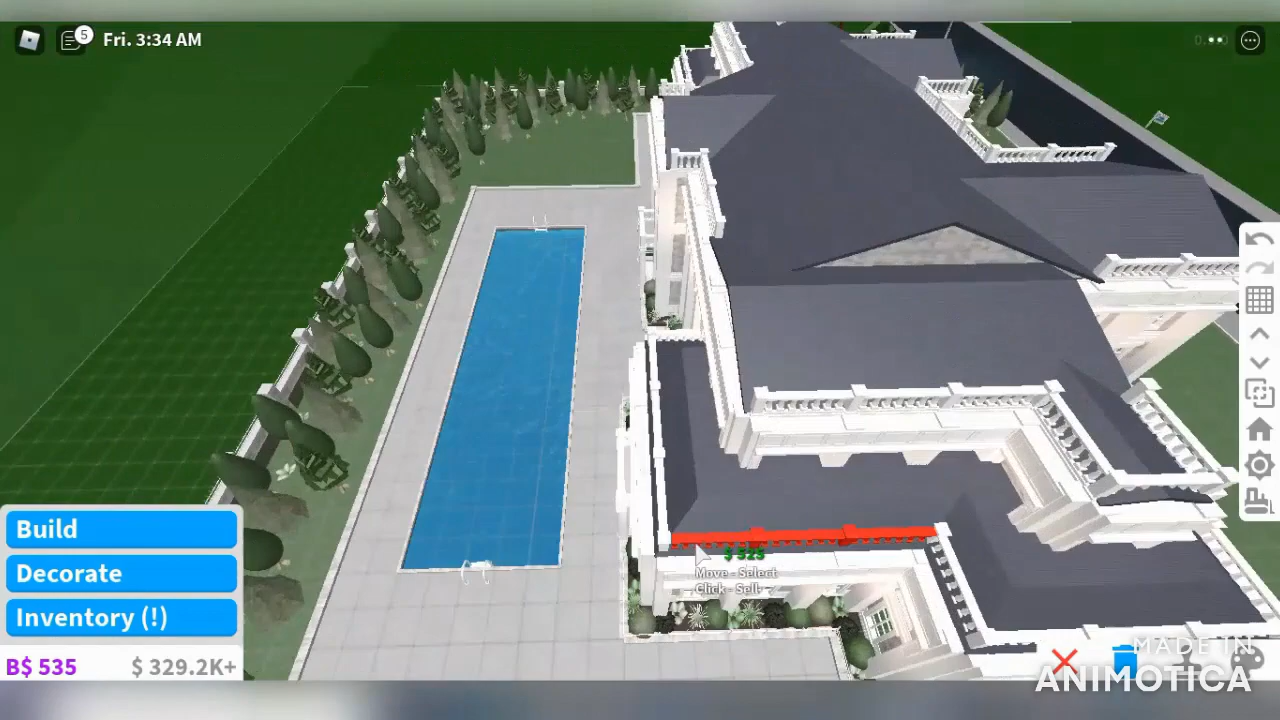 5
Fri. 3:34 AM
Build
Decorate
Inventory (!)
B$ 535
$ 329.2K+
$ 525
Move - Select
Click - Sell
MADE IN
ANIMOTICA